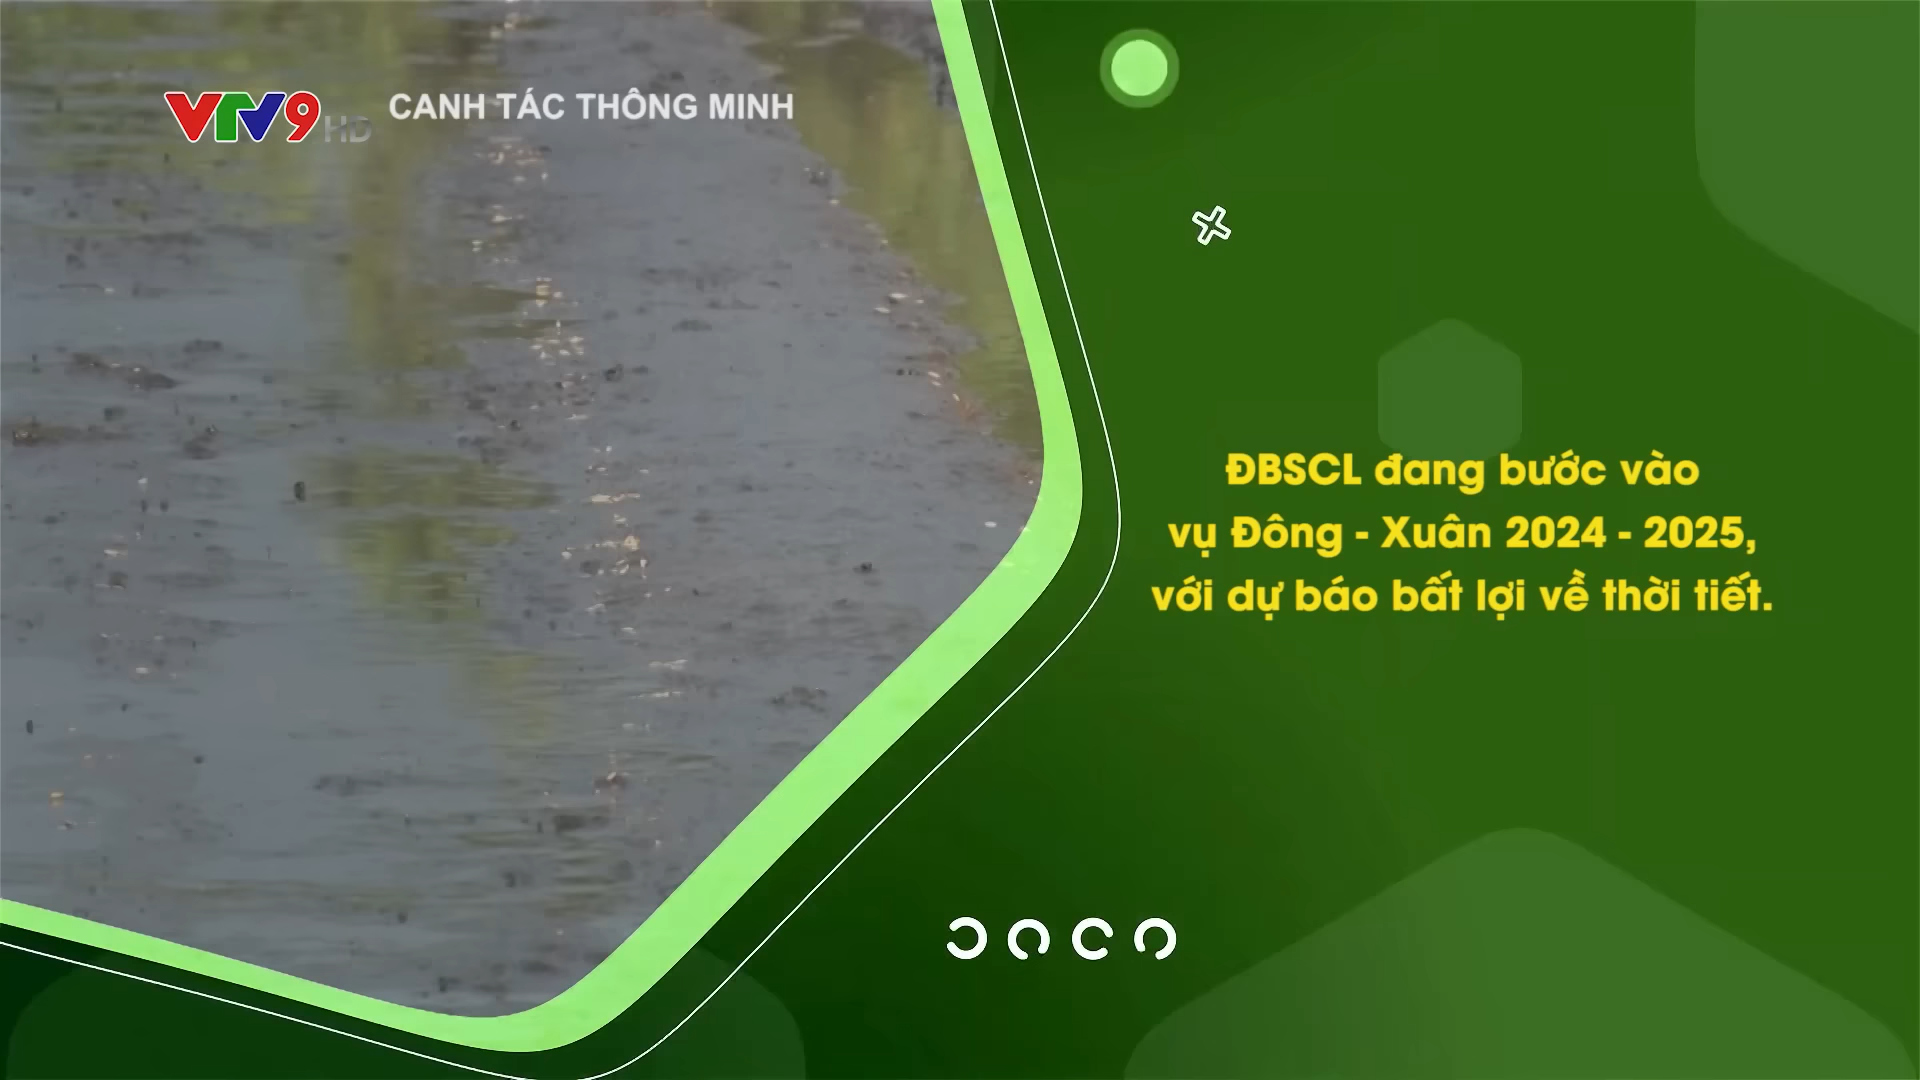 VTV9 HD
CANH TÁC THÔNG MINH
ĐBSCL đang bước vào
vụ Đông - Xuân 2024 - 2025,
với dự báo bất lợi về thời tiết.